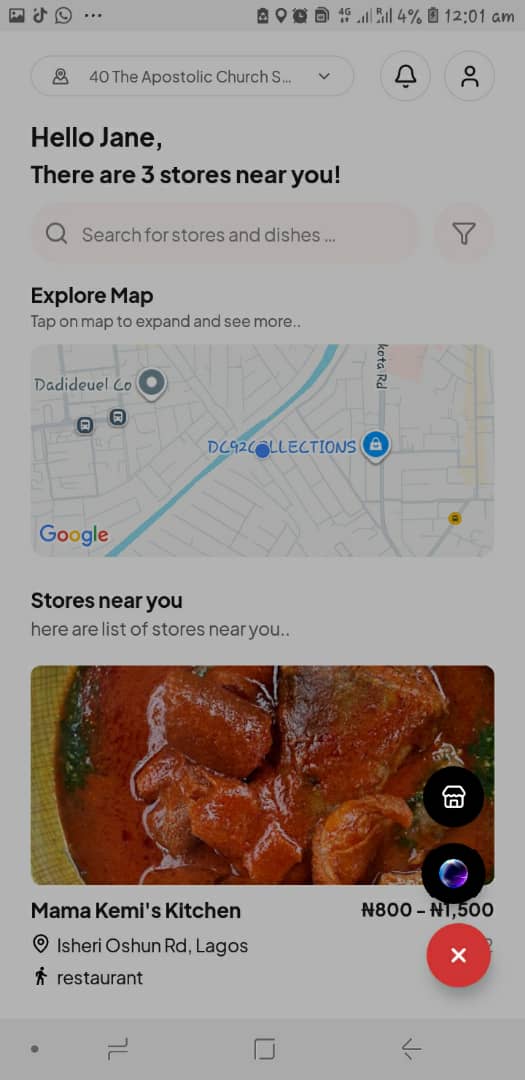 4G R 4% 12:01 am
40 The Apostolic Church S...
Hello Jane,
There are 3 stores near you!
Search for stores and dishes ...
Explore Map
Tap on map to expand and see more..
kota Rd
Dadideuel Co
DC92C LLECTIONS
Google
Stores near you
here are list of stores near you..
Mama Kemi's Kitchen
₦800 - ₦1,500
Isheri Oshun Rd, Lagos
restaurant